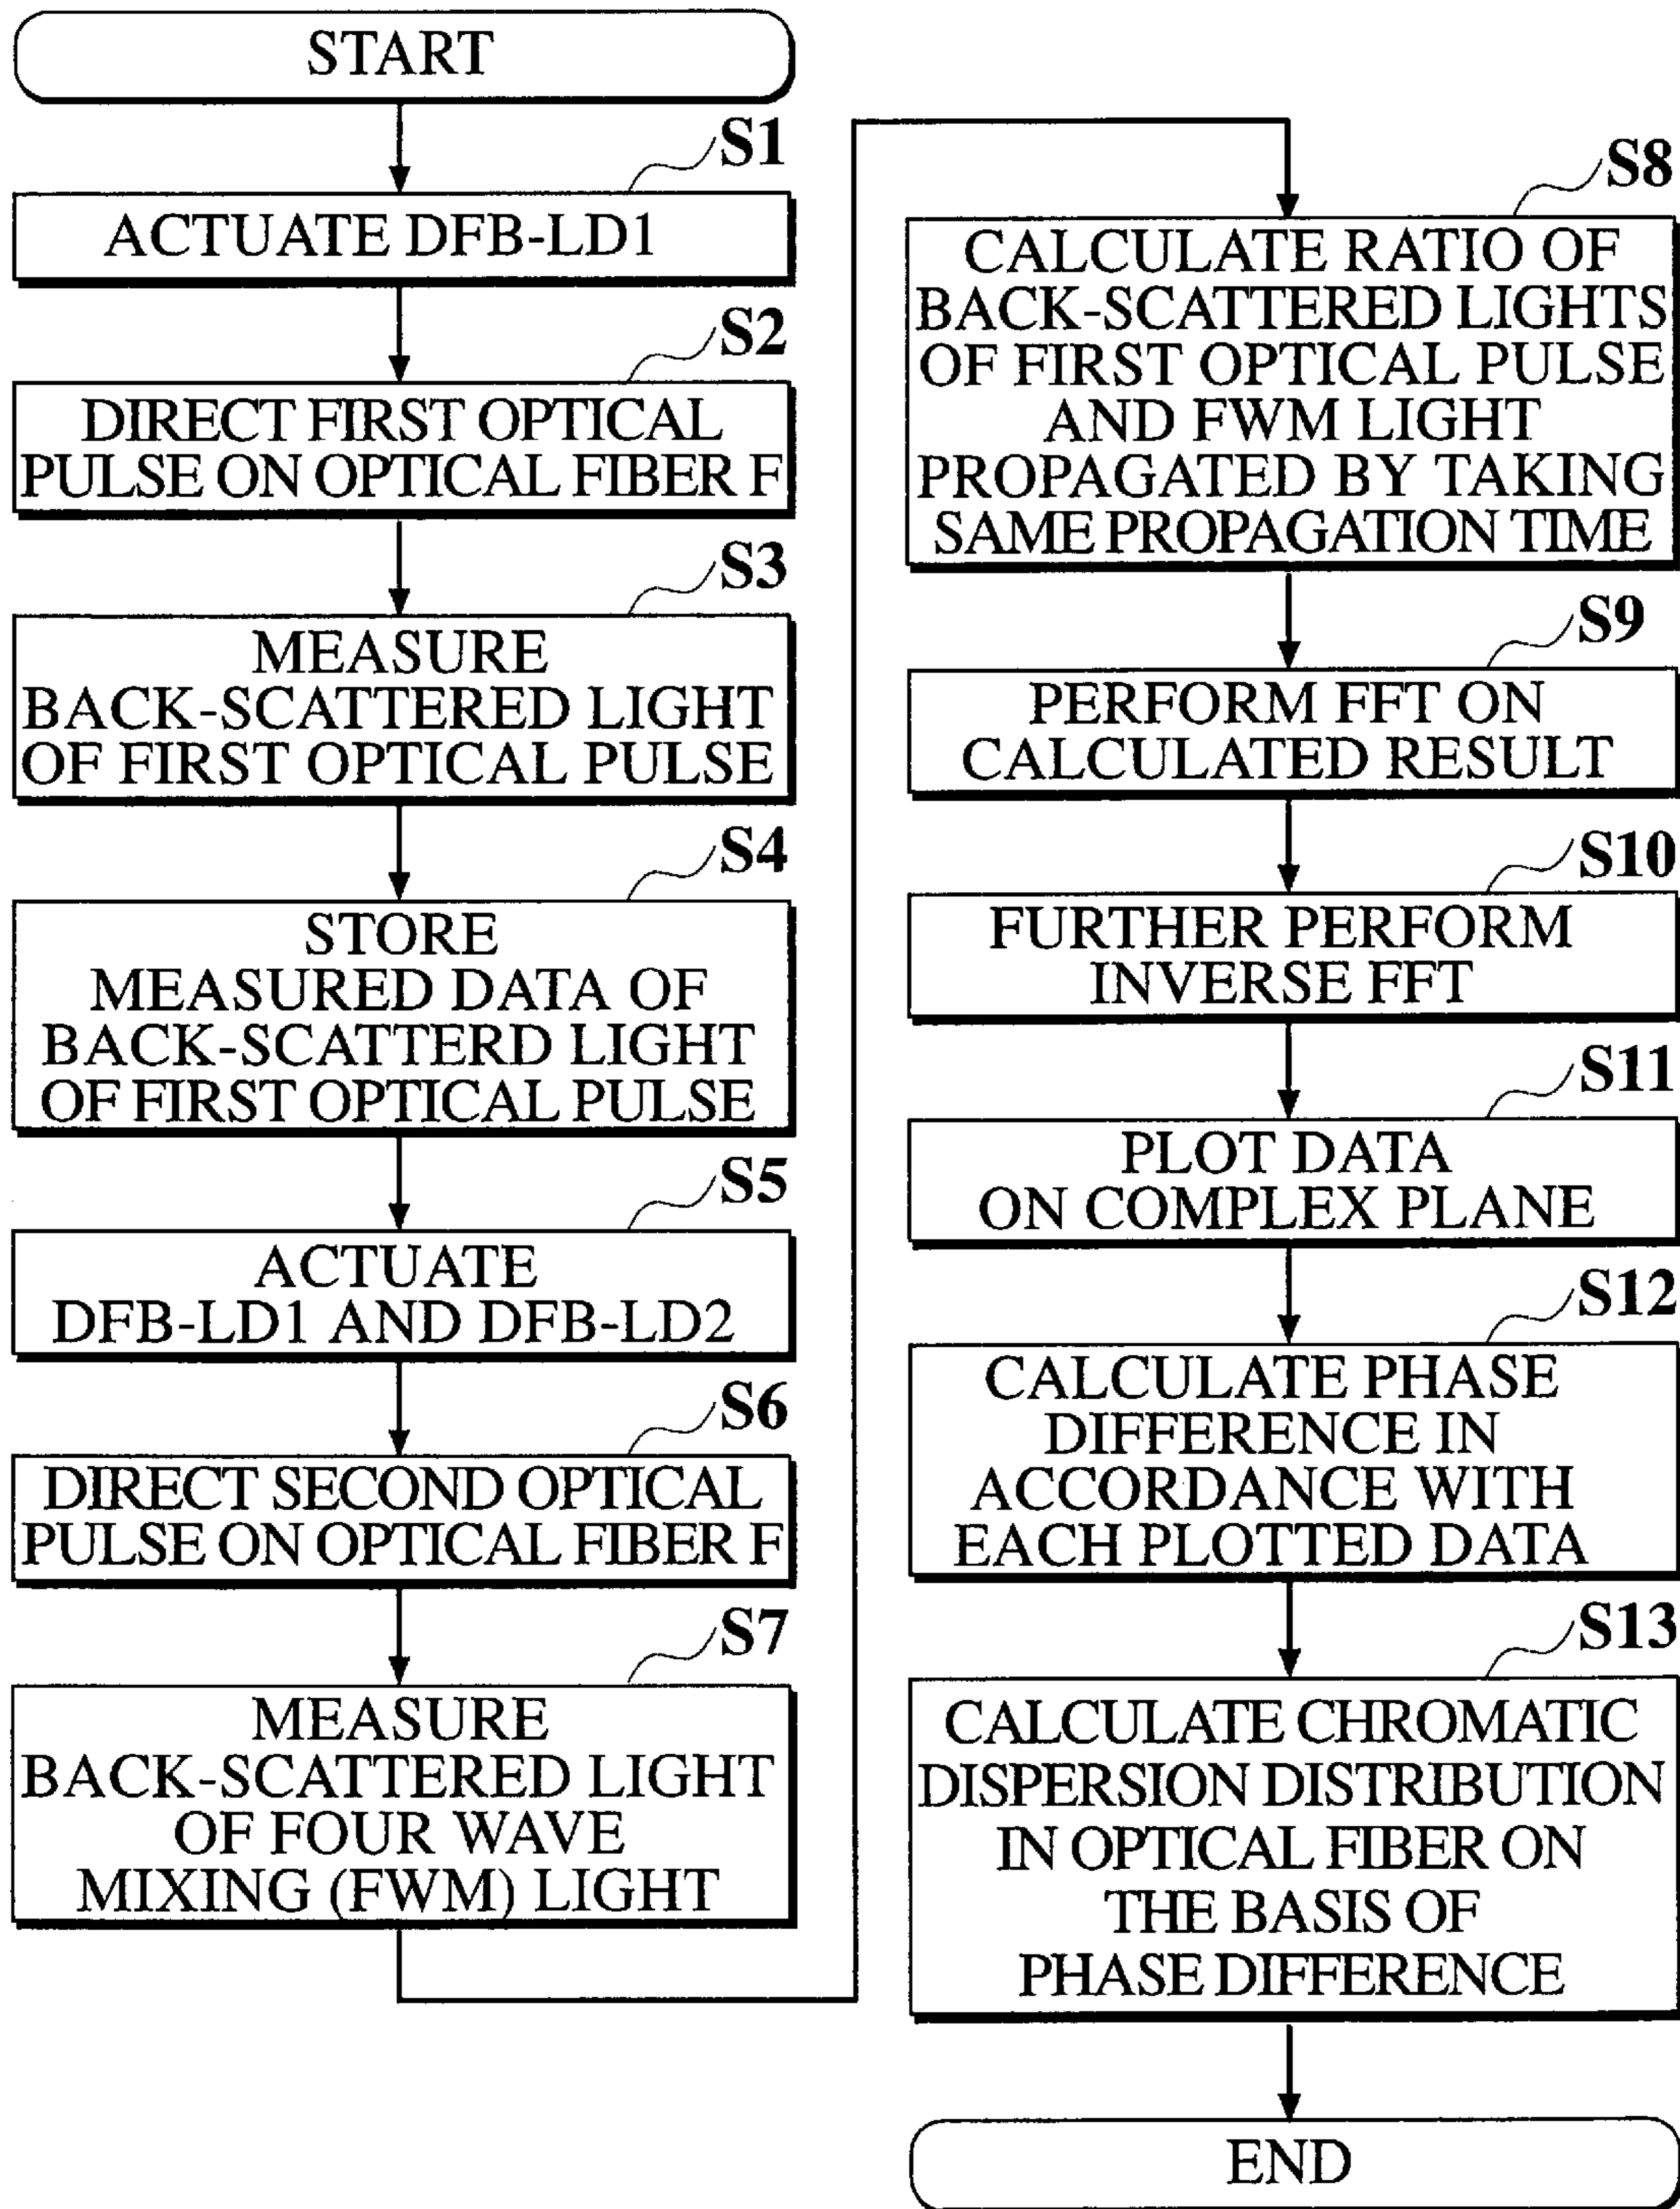 START
S1
ACTUATE DFB-LD1
S2
DIRECT FIRST OPTICAL
PULSE ON OPTICAL FIBER F
S3
MEASURE
BACK-SCATTERED LIGHT
OF FIRST OPTICAL PULSE
S4
STORE
MEASURED DATA OF
BACK-SCATTERD LIGHT
OF FIRST OPTICAL PULSE
S5
ACTUATE
DFB-LD1 AND DFB-LD2
S6
DIRECT SECOND OPTICAL
PULSE ON OPTICAL FIBER F
S7
MEASURE
BACK-SCATTERED LIGHT
OF FOUR WAVE
MIXING (FWM) LIGHT
S8
CALCULATE RATIO OF
BACK-SCATTERED LIGHTS
OF FIRST OPTICAL PULSE
AND FWM LIGHT
PROPAGATED BY TAKING
SAME PROPAGATION TIME
S9
PERFORM FFT ON
CALCULATED RESULT
S10
FURTHER PERFORM
INVERSE FFT
S11
PLOT DATA
ON COMPLEX PLANE
S12
CALCULATE PHASE
DIFFERENCE IN
ACCORDANCE WITH
EACH PLOTTED DATA
S13
CALCULATE CHROMATIC
DISPERSION DISTRIBUTION
IN OPTICAL FIBER ON
THE BASIS OF
PHASE DIFFERENCE
END